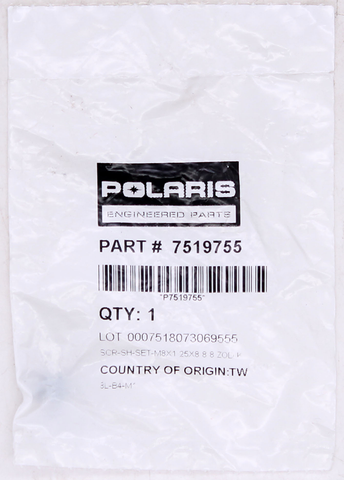 POLARIS
ENGINEERED PARTS
PART # 7519755
"P7519755"
QTY: 1
LOT 0007518073069555
SCR-SH-SET-M8X1.25X8 8.8 ZOL P
COUNTRY OF ORIGIN:TW